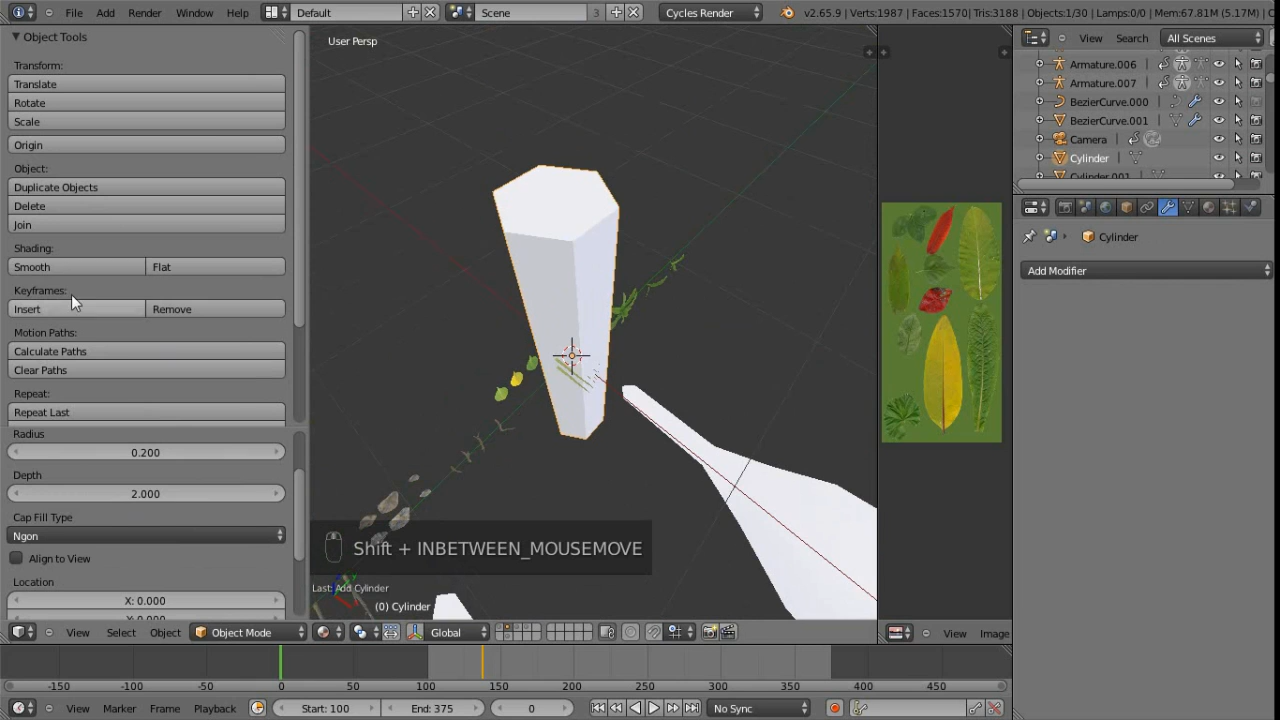 File Add Render Window Help Default Scene 3 Cycles Render v2.65.9 | Verts:1987 | Faces:1570| Tris:3188 | Objects:1/30 | Lamps:0/0 | Mem:67.81M (5.17M) | C
Object Tools
Transform:
Translate
Rotate
Scale
Origin
Object:
Duplicate Objects
Delete
Join
Shading:
Smooth Flat
Keyframes:
Insert Remove
Motion Paths:
Calculate Paths
Clear Paths
Repeat:
Repeat Last
Radius
0.200
Depth
2.000
Cap Fill Type
Ngon
Align to View
Location
X: 0.000
User Persp
Shift + INBETWEEN_MOUSEMOVE
Last: Add Cylinder
(0) Cylinder
View Select Object Object Mode Global
View Image
View Search All Scenes
Armature.006
Armature.007
BezierCurve.000
BezierCurve.001
Camera
Cylinder
Cylinder.001
Cylinder
Add Modifier
-150 -100 -50 0 50 100 150 200 250 300 350 400 450
View Marker Frame Playback Start: 100 End: 375 0 No Sync